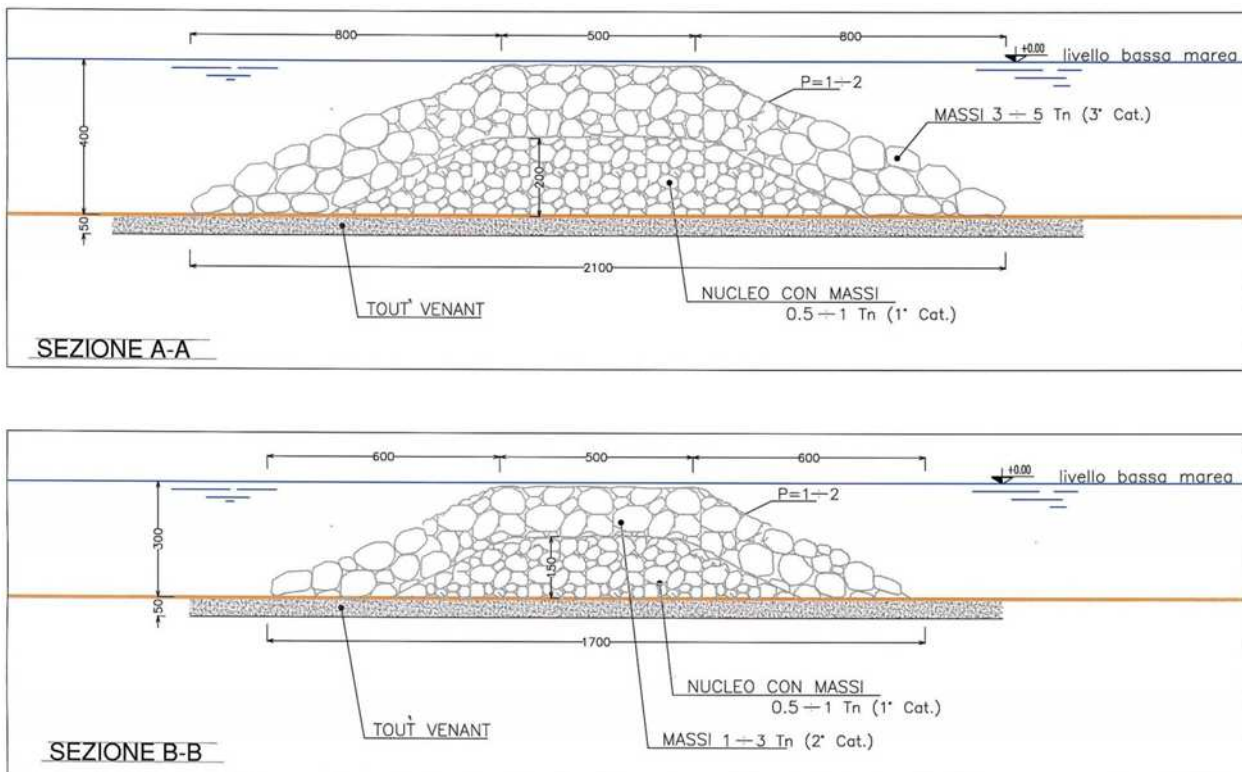 800
500
800
+0.00
livello bassa marea
P=1÷2
MASSI 3 ÷ 5 Tn (3° Cat.)
400
200
50
2100
TOUT' VENANT
NUCLEO CON MASSI
0.5 ÷ 1 Tn (1° Cat.)
SEZIONE A-A
600
500
600
+0.00
livello bassa marea
P=1÷2
300
150
50
1700
NUCLEO CON MASSI
0.5 ÷ 1 Tn (1° Cat.)
TOUT' VENANT
MASSI 1 ÷ 3 Tn (2° Cat.)
SEZIONE B-B